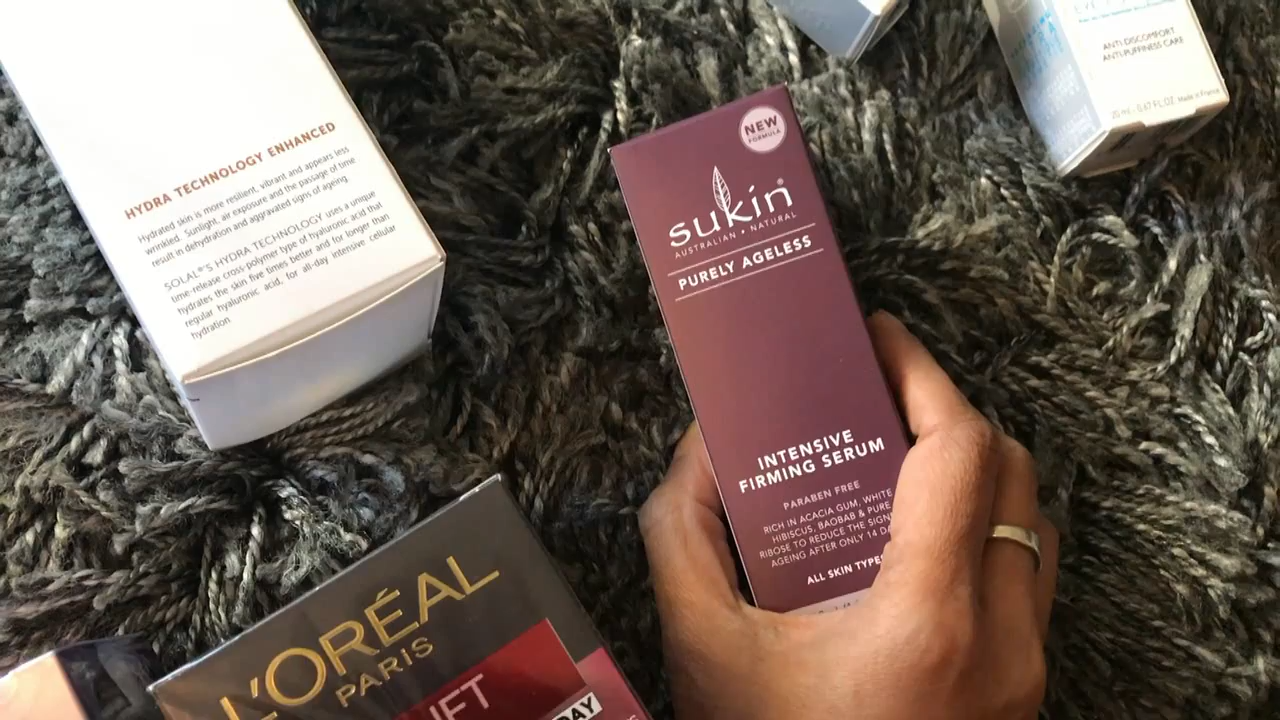 HYDRA TECHNOLOGY ENHANCED
Hydrated skin is more resilient, vibrant and appears less
wrinkled. Sunlight, air exposure and the passage of time
result in dehydration and aggravated signs of ageing.
SOLAL®'S HYDRA TECHNOLOGY uses a unique
time-release cross-polymer type of hyaluronic acid that
hydrates the skin five times better and for longer than
regular hyaluronic acid, for all-day intensive cellular
hydration.
NEW
FORMULA
sukin®
AUSTRALIAN • NATURAL
PURELY AGELESS
INTENSIVE
FIRMING SERUM
PARABEN FREE
RICH IN ACACIA GUM, WHITE
HIBISCUS, BAOBAB & PURE
RIBOSE TO REDUCE THE SIGNS
AGEING AFTER ONLY 14
ALL SKIN TYPES
L'ORÉAL
PARIS
IFT
DAY
ANTI-DISCOMFORT
ANTI-PUFFINESS CARE
20 mL - 0.67 FL.OZ. Made in France